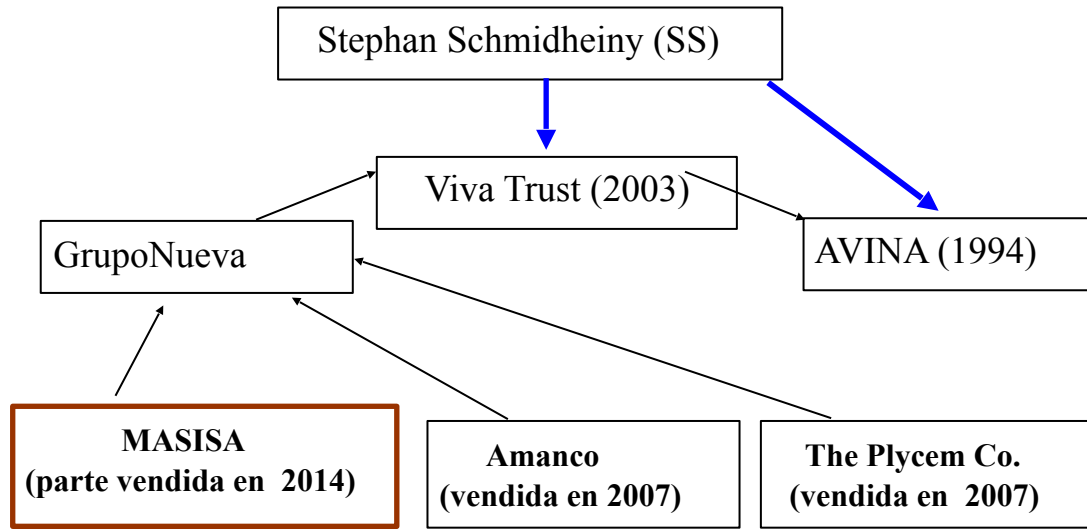 Stephan Schmidheiny (SS)
Viva Trust (2003)
GrupoNueva
AVINA (1994)
MASISA
(parte vendida en 2014)
Amanco
(vendida en 2007)
The Plycem Co.
(vendida en 2007)